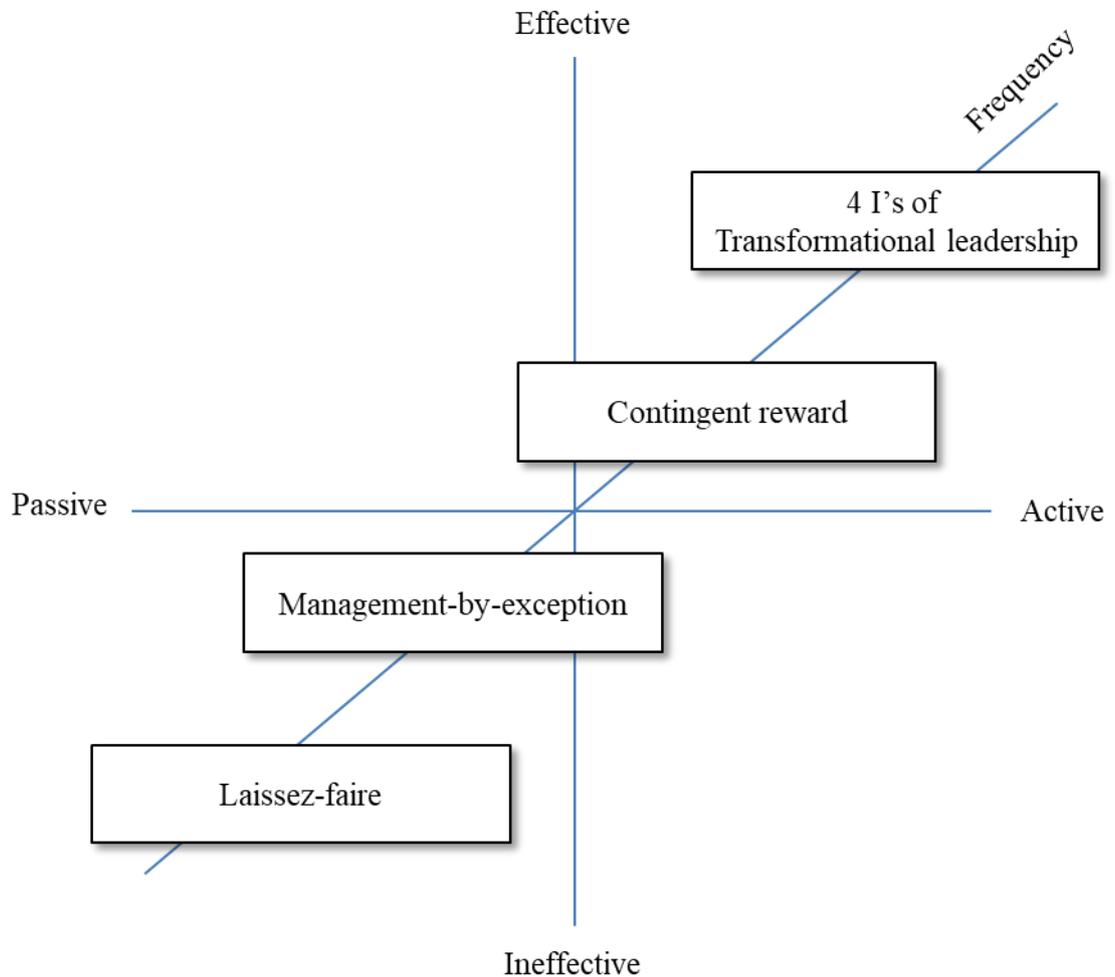 Effective
Frequency
4 I’s of
Transformational leadership
Contingent reward
Passive
Active
Management-by-exception
Laissez-faire
Ineffective